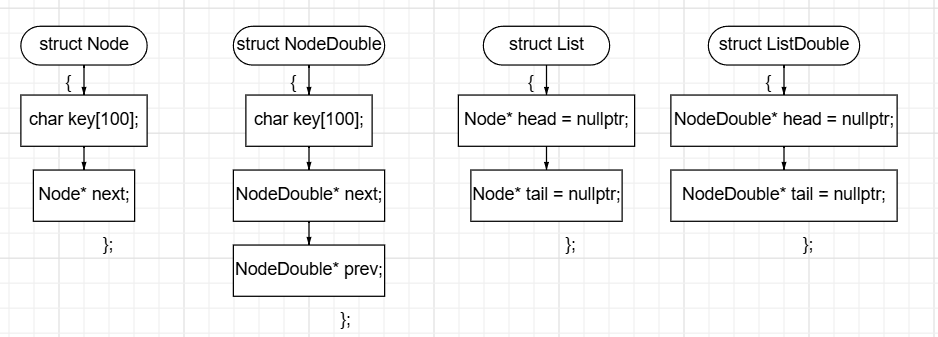 struct Node
{
char key[100];
Node* next;
};
struct NodeDouble
{
char key[100];
NodeDouble* next;
NodeDouble* prev;
};
struct List
{
Node* head = nullptr;
Node* tail = nullptr;
};
struct ListDouble
{
NodeDouble* head = nullptr;
NodeDouble* tail = nullptr;
};